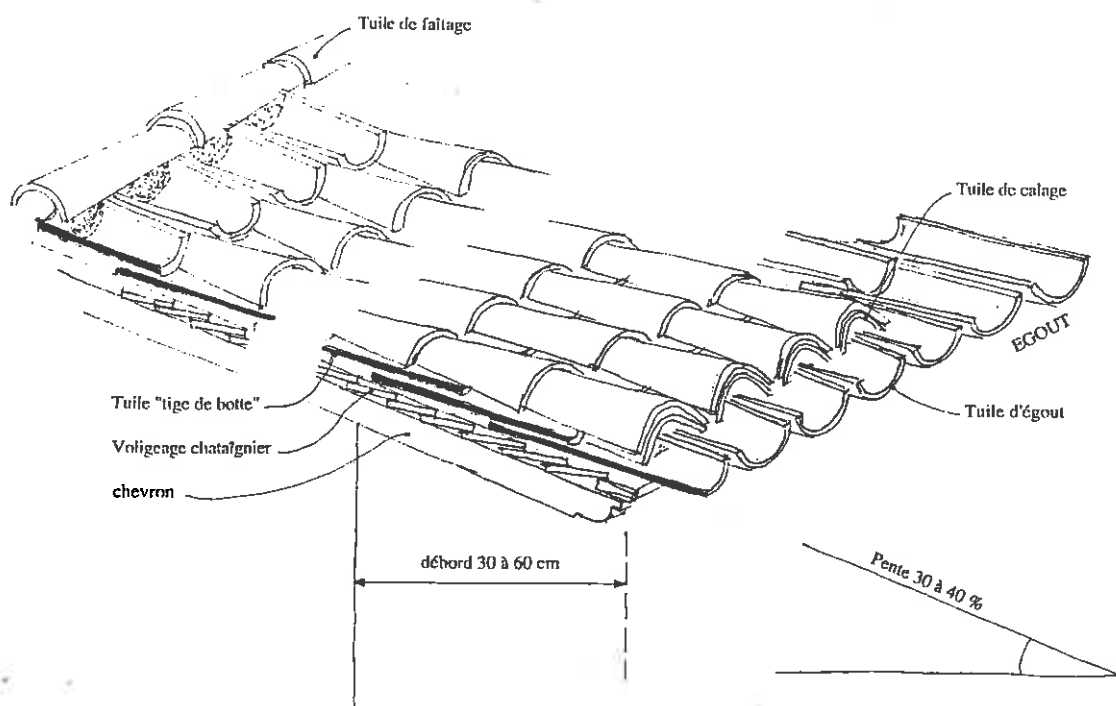 Tuile de faîtage
Tuile de calage
EGOUT
Tuile "tige de botte"
Tuile d'égout
Voligeage chataîgnier
chevron
débord 30 à 60 cm
Pente 30 à 40 %